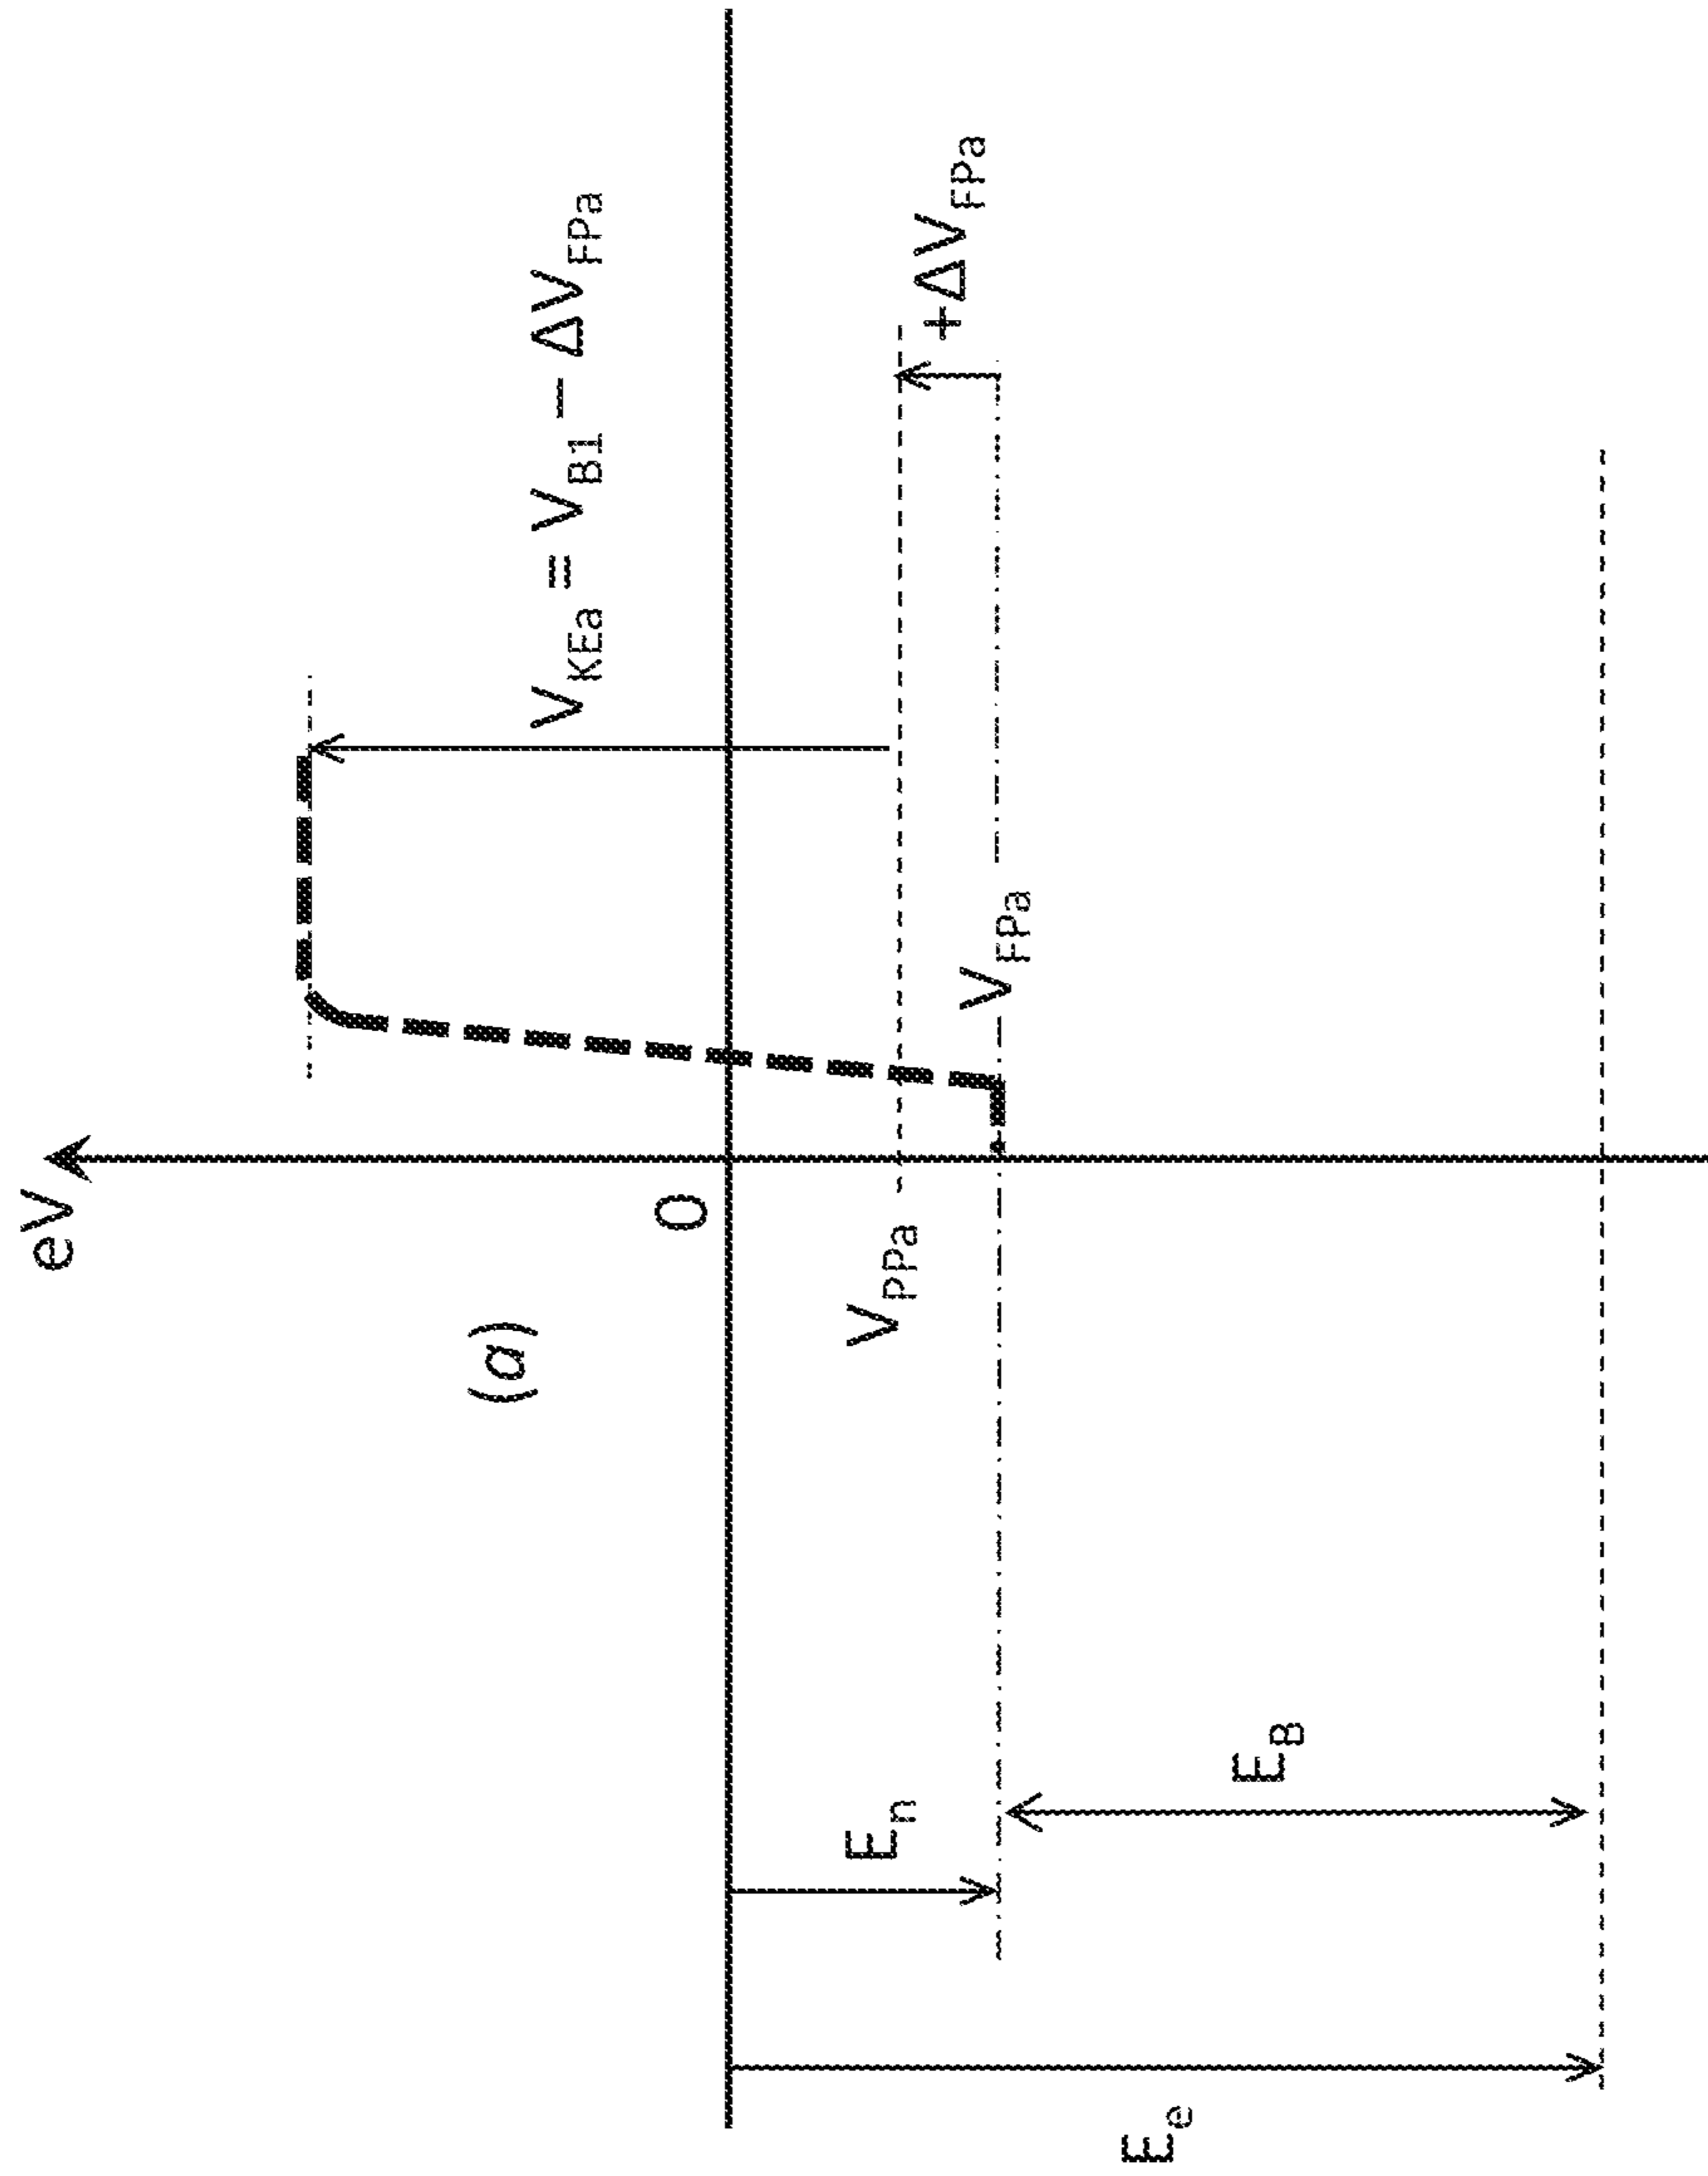 eV
(a)
V_KEa = V_B1 − ΔV_FPa
0
E_n
V_PPa
+ΔV_FPa
V_FPa
E_e
E_B